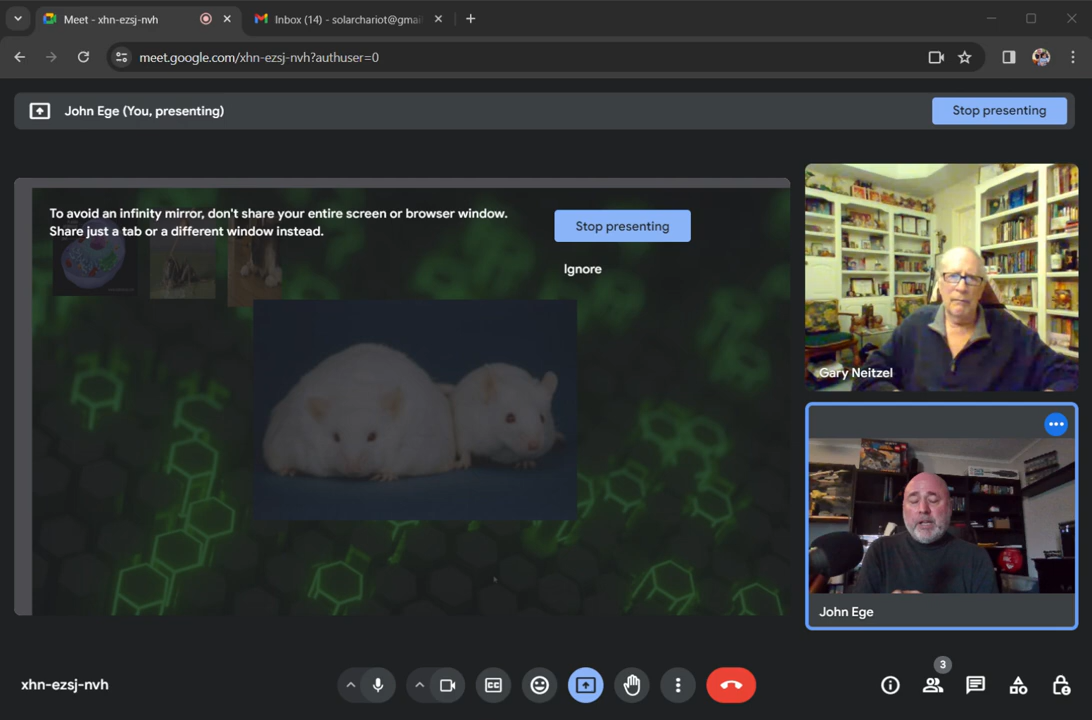 Meet - xhn-ezsj-nvh
Inbox (14) - solarchariot@gmai
meet.google.com/xhn-ezsj-nvh?authuser=0
John Ege (You, presenting)
Stop presenting
To avoid an infinity mirror, don't share your entire screen or browser window.
Share just a tab or a different window instead.
Stop presenting
Ignore
Gary Neitzel
John Ege
xhn-ezsj-nvh
CC
3